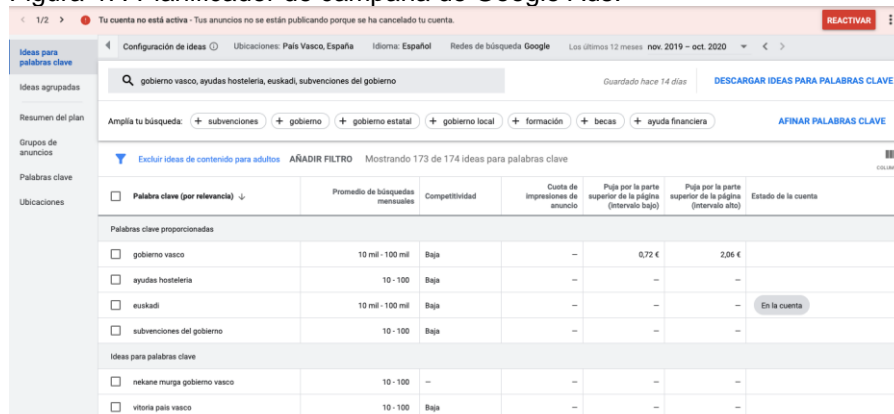 1/2 Tu cuenta no está activa - Tus anuncios no se están publicando porque se ha cancelado tu cuenta. REACTIVAR
Ideas para palabras clave
Ideas agrupadas
Resumen del plan
Grupos de anuncios
Palabras clave
Ubicaciones
Configuración de ideas Ubicaciones: País Vasco, España Idioma: Español Redes de búsqueda Google Los últimos 12 meses nov. 2019 – oct. 2020
gobierno vasco, ayudas hosteleria, euskadi, subvenciones del gobierno Guardado hace 14 días DESCARGAR IDEAS PARA PALABRAS CLAVE
Amplía tu búsqueda: + subvenciones + gobierno + gobierno estatal + gobierno local + formación + becas + ayuda financiera AFINAR PALABRAS CLAVE
Excluir ideas de contenido para adultos AÑADIR FILTRO Mostrando 173 de 174 ideas para palabras clave
Palabra clave (por relevancia) ↓ Promedio de búsquedas mensuales Competitividad Cuota de impresiones de anuncio Puja por la parte superior de la página (intervalo bajo) Puja por la parte superior de la página (intervalo alto) Estado de la cuenta
Palabras clave proporcionadas
gobierno vasco 10 mil - 100 mil Baja – 0,72 € 2,06 €
ayudas hosteleria 10 - 100 Baja – – –
euskadi 10 mil - 100 mil Baja – – – En la cuenta
subvenciones del gobierno 10 - 100 Baja – – –
Ideas para palabras clave
nekane murga gobierno vasco 10 - 100 – – – –
vitoria pais vasco 10 - 100 Baja – – –